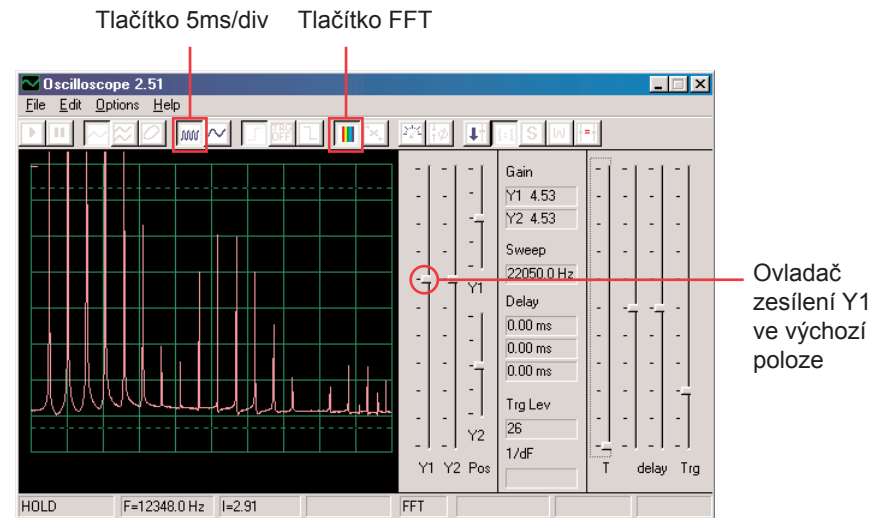 Tlačítko 5ms/div Tlačítko FFT
Oscilloscope 2.51
File Edit Options Help
TRG OFF
S W
Gain
Y1 4.53
Y2 4.53
Sweep
22050.0 Hz
Y1
Delay
0.00 ms
0.00 ms
0.00 ms
Trg Lev
26
Y2
1/dF
Y1 Y2 Pos
T delay Trg
Ovladač
zesílení Y1
ve výchozí
poloze
HOLD F=12348.0 Hz I=2.91 FFT